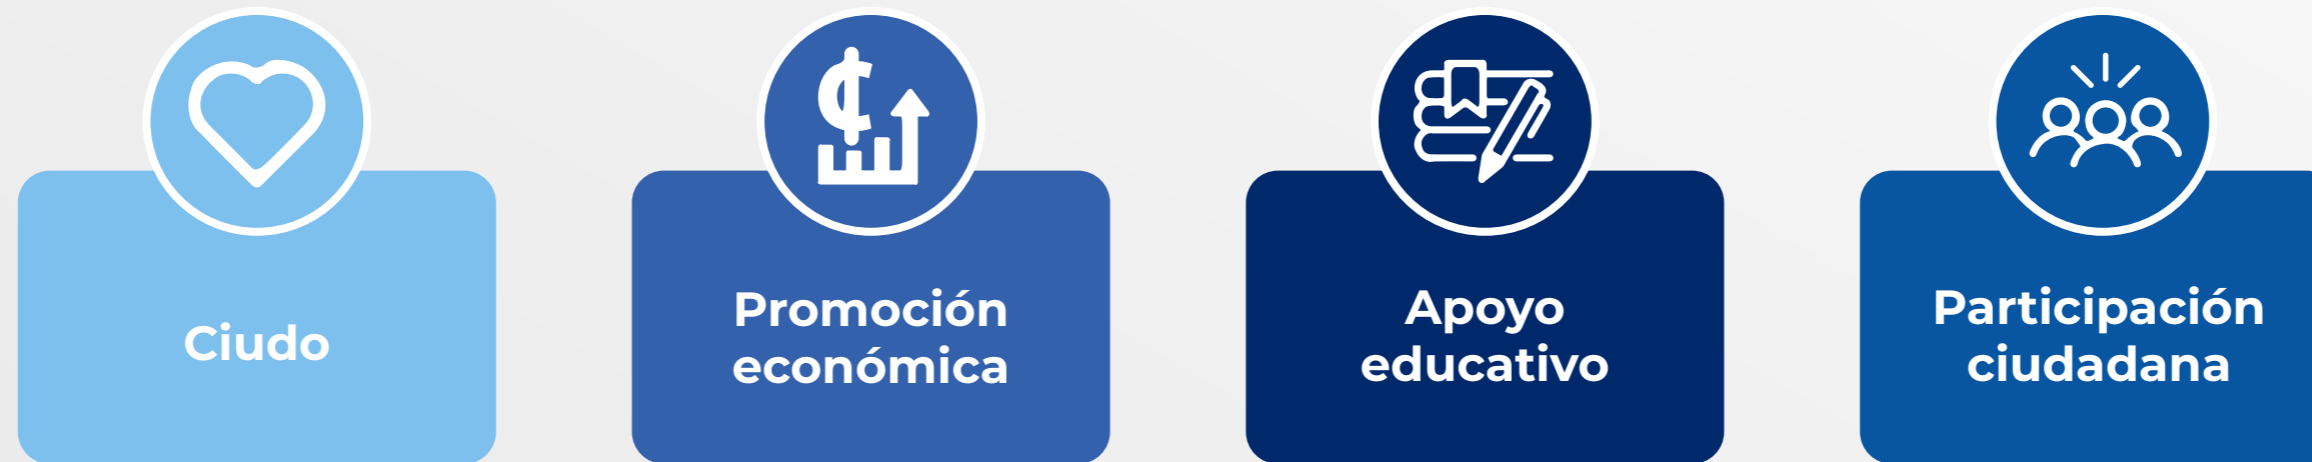 Ciudo
Promoción
económica
Apoyo
educativo
Participación
ciudadana